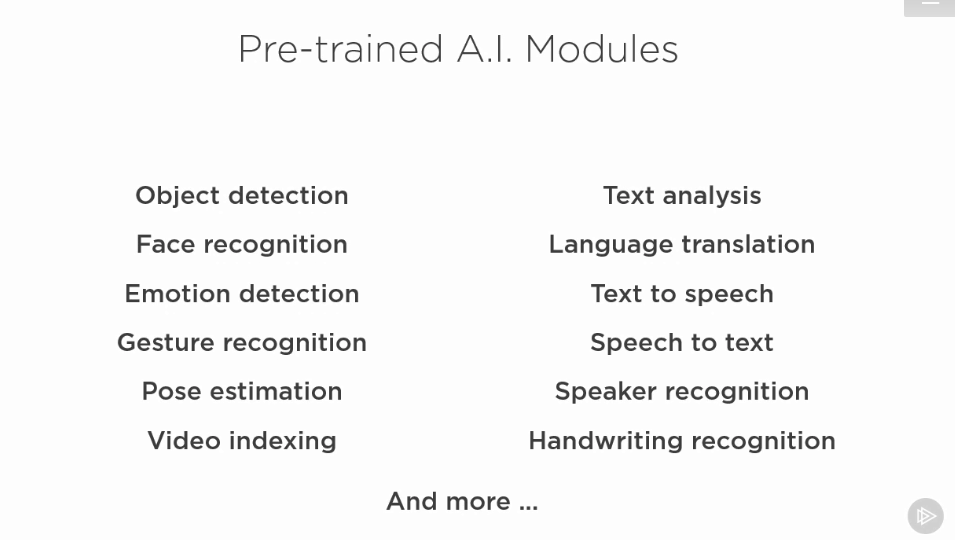 Pre-trained A.I. Modules
Object detection
Face recognition
Emotion detection
Gesture recognition
Pose estimation
Video indexing
Text analysis
Language translation
Text to speech
Speech to text
Speaker recognition
Handwriting recognition
And more ...